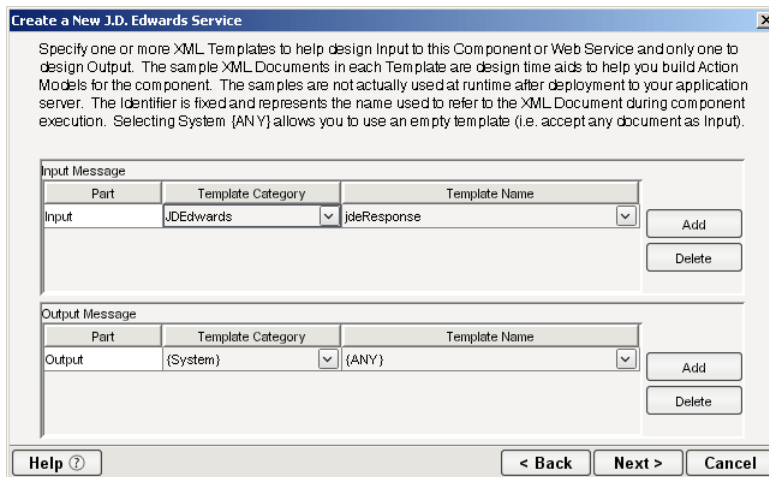 Create a New J.D. Edwards Service
Specify one or more XML Templates to help design Input to this Component or Web Service and only one to
design Output. The sample XML Documents in each Template are design time aids to help you build Action
Models for the component. The samples are not actually used at runtime after deployment to your application
server. The Identifier is fixed and represents the name used to refer to the XML Document during component
execution. Selecting System {ANY} allows you to use an empty template (i.e. accept any document as Input).
Input Message
Part Template Category Template Name
Input JDEdwards jdeResponse
Add
Delete
Output Message
Part Template Category Template Name
Output {System} {ANY}
Add
Delete
Help ? < Back Next > Cancel